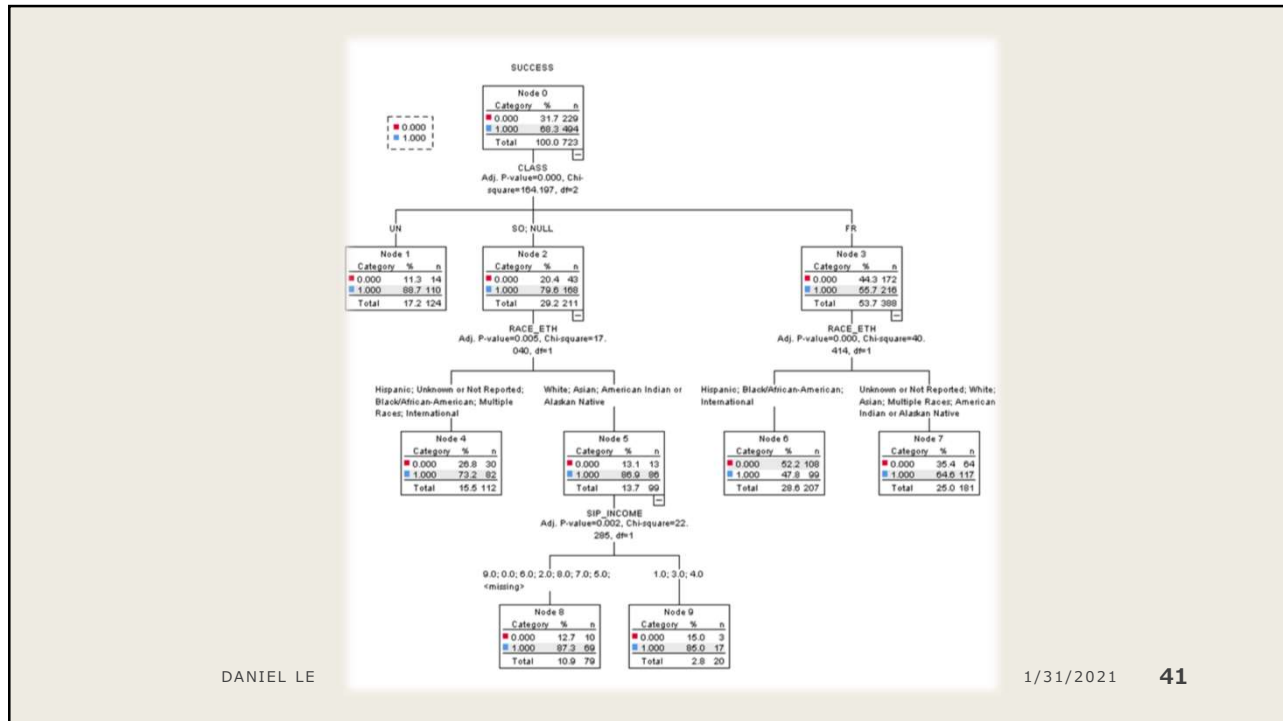 SUCCESS
Node 0
Category % n
0.000 31.7 229
1.000 68.3 494
Total 100.0 723
0.000
1.000
CLASS
Adj. P-value=0.000, Chi-
square=164.197, df=2
UN
SO; NULL
FR
Node 1
Category % n
0.000 11.3 14
1.000 88.7 110
Total 17.2 124
Node 2
Category % n
0.000 20.4 43
1.000 79.6 168
Total 29.2 211
Node 3
Category % n
0.000 44.3 172
1.000 55.7 216
Total 53.7 388
RACE_ETH
Adj. P-value=0.005, Chi-square=17.
040, df=1
RACE_ETH
Adj. P-value=0.000, Chi-square=40.
414, df=1
Hispanic; Unknown or Not Reported;
Black/African-American; Multiple
Races; International
White; Asian; American Indian or
Alaskan Native
Hispanic; Black/African-American;
International
Unknown or Not Reported; White;
Asian; Multiple Races; American
Indian or Alaskan Native
Node 4
Category % n
0.000 26.8 30
1.000 73.2 82
Total 15.5 112
Node 5
Category % n
0.000 13.1 13
1.000 86.9 86
Total 13.7 99
Node 6
Category % n
0.000 52.2 108
1.000 47.8 99
Total 28.6 207
Node 7
Category % n
0.000 35.4 64
1.000 64.6 117
Total 25.0 181
SIP_INCOME
Adj. P-value=0.002, Chi-square=22.
285, df=1
9.0; 0.0; 6.0; 2.0; 8.0; 7.0; 5.0;
<missing>
1.0; 3.0; 4.0
Node 8
Category % n
0.000 12.7 10
1.000 87.3 69
Total 10.9 79
Node 9
Category % n
0.000 15.0 3
1.000 85.0 17
Total 2.8 20
DANIEL LE
1/31/2021
41